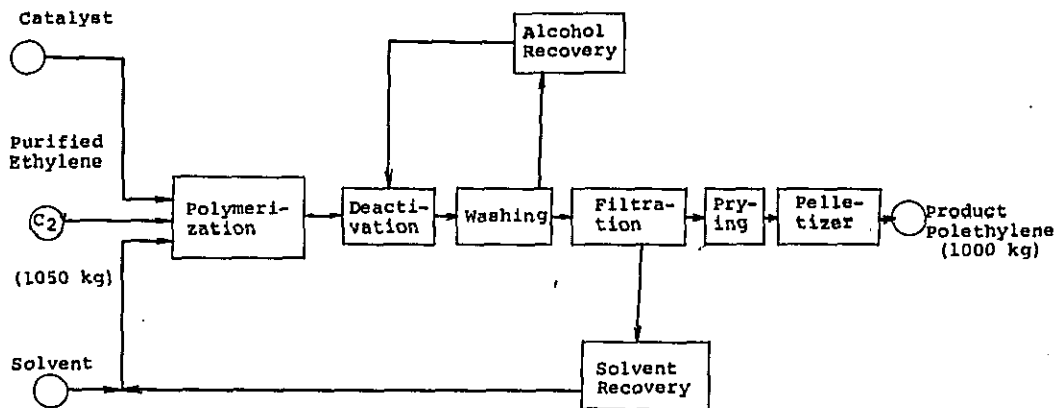 Catalyst
Alcohol
Recovery
Purified
Ethylene
C2
Polymeri-
zation
Deacti-
vation
Washing
Filtra-
tion
Pry-
ing
Pelle-
tizer
Product
Polethylene
(1000 kg)
(1050 kg)
Solvent
Solvent
Recovery